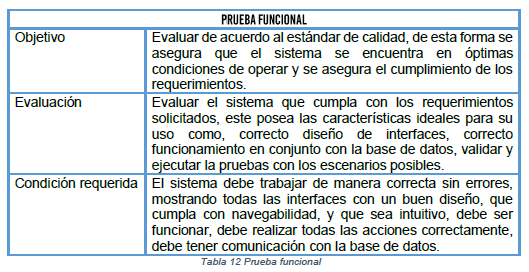 PRUEBA FUNCIONAL
Objetivo
Evaluar de acuerdo al estándar de calidad, de esta forma se
asegura que el sistema se encuentra en óptimas
condiciones de operar y se asegura el cumplimiento de los
requerimientos.
Evaluación
Evaluar el sistema que cumpla con los requerimientos
solicitados, este posea las características ideales para su
uso como, correcto diseño de interfaces, correcto
funcionamiento en conjunto con la base de datos, validar y
ejecutar la pruebas con los escenarios posibles.
Condición requerida
El sistema debe trabajar de manera correcta sin errores,
mostrando todas las interfaces con un buen diseño, que
cumpla con navegabilidad, y que sea intuitivo, debe ser
funcionar, debe realizar todas las acciones correctamente,
debe tener comunicación con la base de datos.
Tabla 12 Prueba funcional